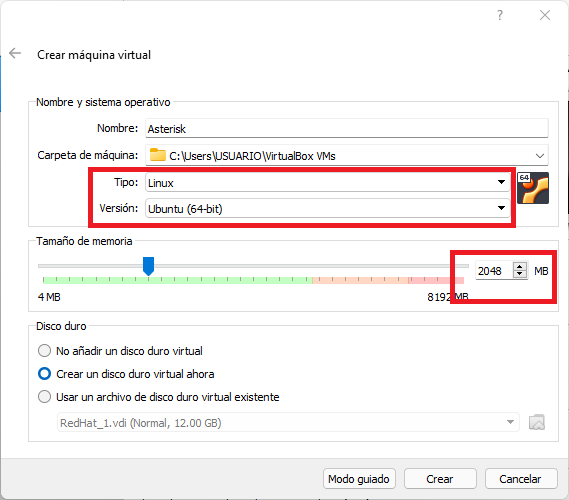 ?
Crear máquina virtual
Nombre y sistema operativo
Nombre: Asterisk
Carpeta de máquina: C:\Users\USUARIO\VirtualBox VMs
Tipo: Linux
64
Versión: Ubuntu (64-bit)
Tamaño de memoria
2048 MB
4 MB 8192 MB
Disco duro
No añadir un disco duro virtual
Crear un disco duro virtual ahora
Usar un archivo de disco duro virtual existente
RedHat_1.vdi (Normal, 12.00 GB)
Modo guiado Crear Cancelar